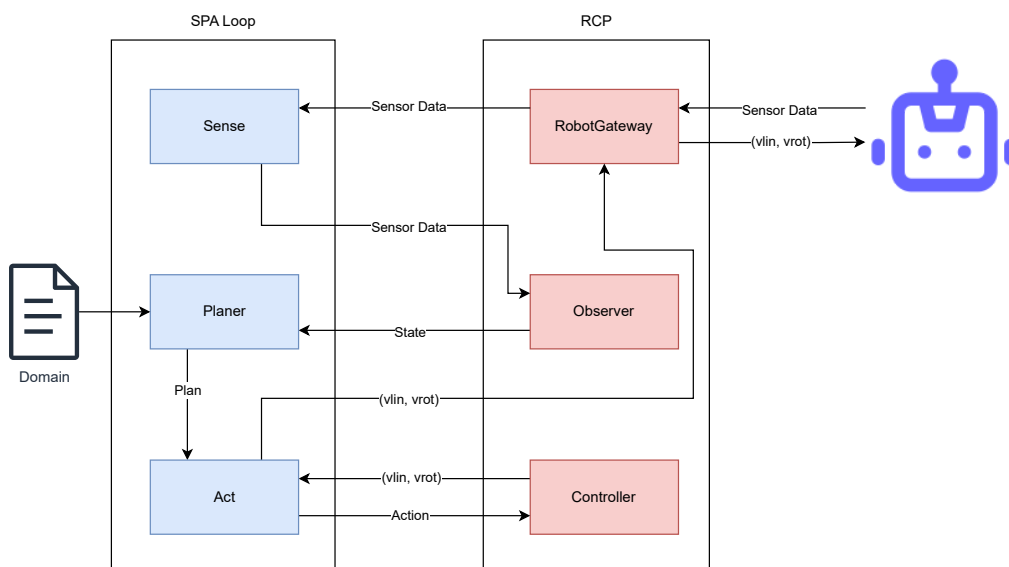 SPA Loop
RCP
Sense
Sensor Data
RobotGateway
Sensor Data
(vlin, vrot)
Sensor Data
Domain
Planer
State
Observer
Plan
(vlin, vrot)
Act
(vlin, vrot)
Action
Controller